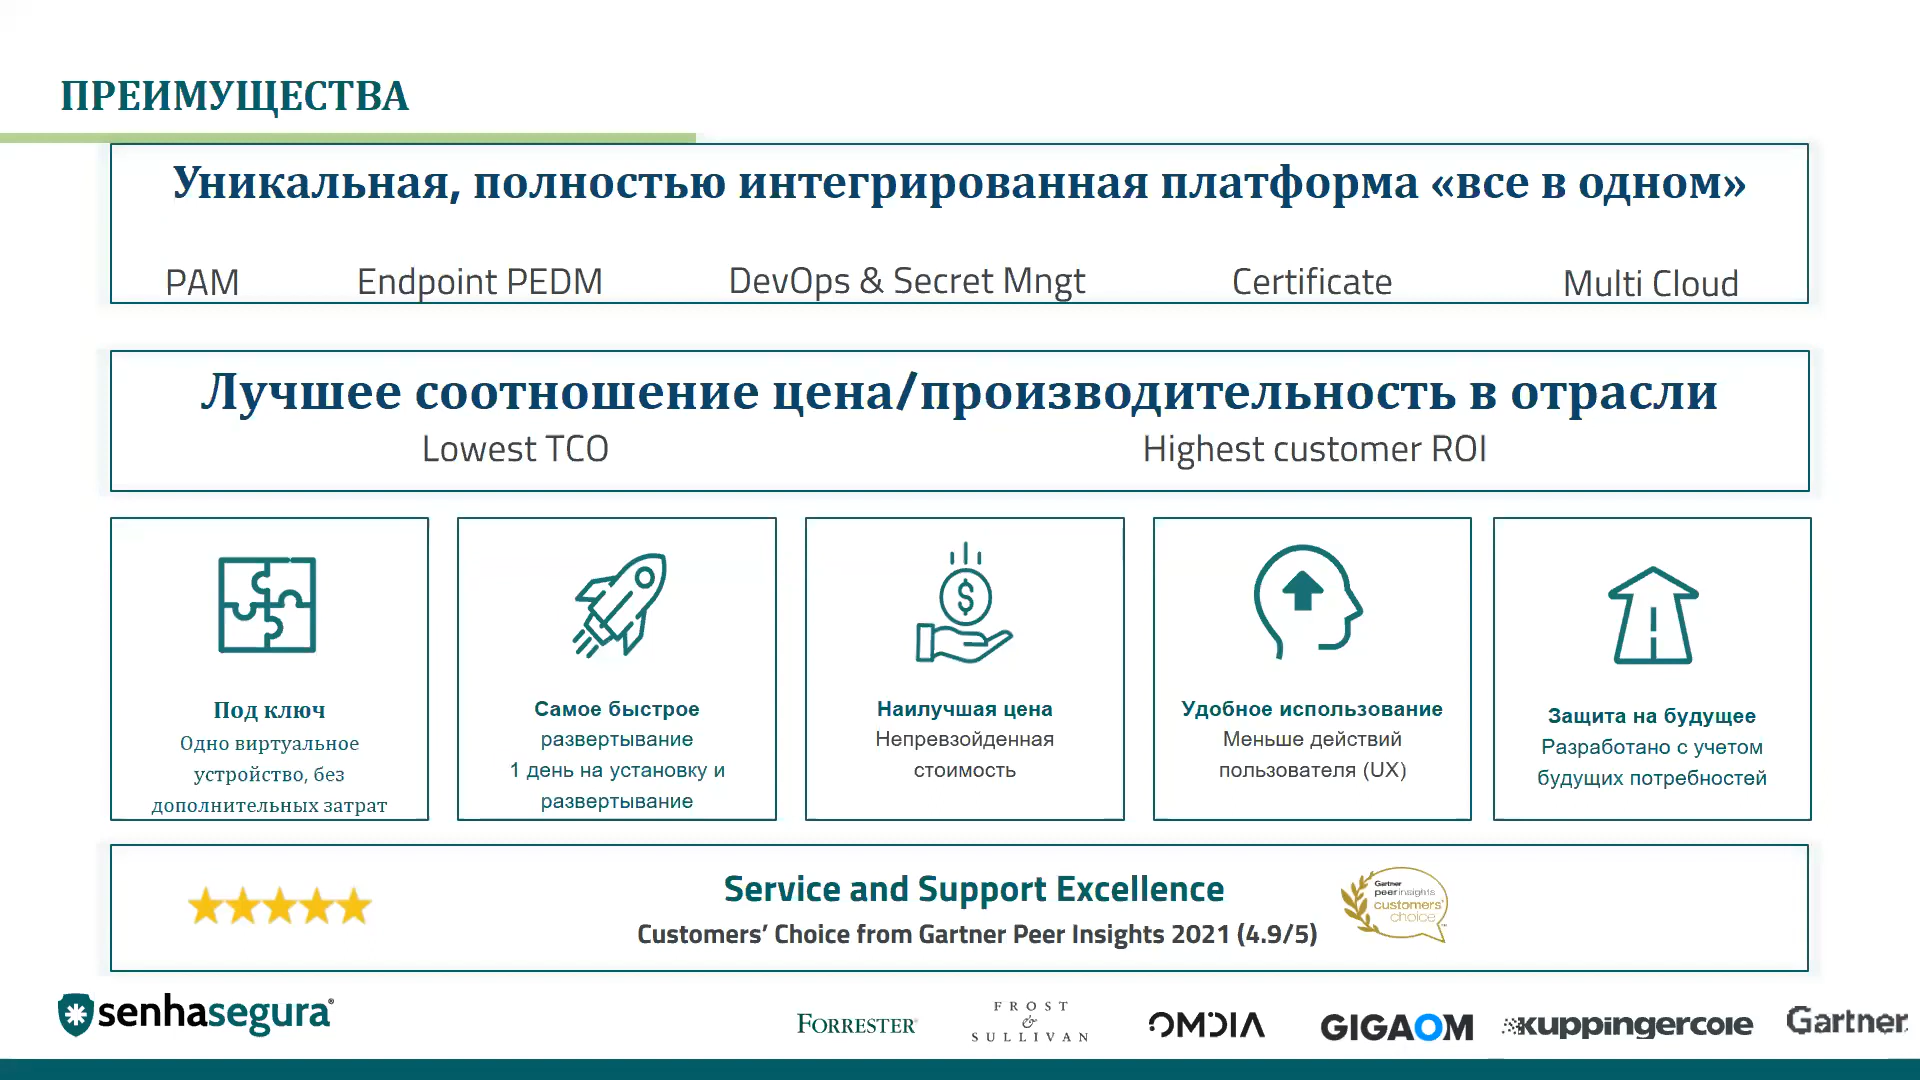 ПРЕИМУЩЕСТВА
Уникальная, полностью интегрированная платформа «все в одном»
PAM Endpoint PEDM DevOps & Secret Mngt Certificate Multi Cloud
Лучшее соотношение цена/производительность в отрасли
Lowest TCO Highest customer ROI
Под ключ
Одно виртуальное
устройство, без
дополнительных затрат
Самое быстрое
развертывание
1 день на установку и
развертывание
Наилучшая цена
Непревзойденная
стоимость
Удобное использование
Меньше действий
пользователя (UX)
Защита на будущее
Разработано с учетом
будущих потребностей
Service and Support Excellence
Customers’ Choice from Gartner Peer Insights 2021 (4.9/5)
Gartner
peerinsights
customers'
choice™
senhasegura®
FORRESTER®
FROST
&
SULLIVAN
OMDIA
GIGAOM
kuppingercole
Gartner